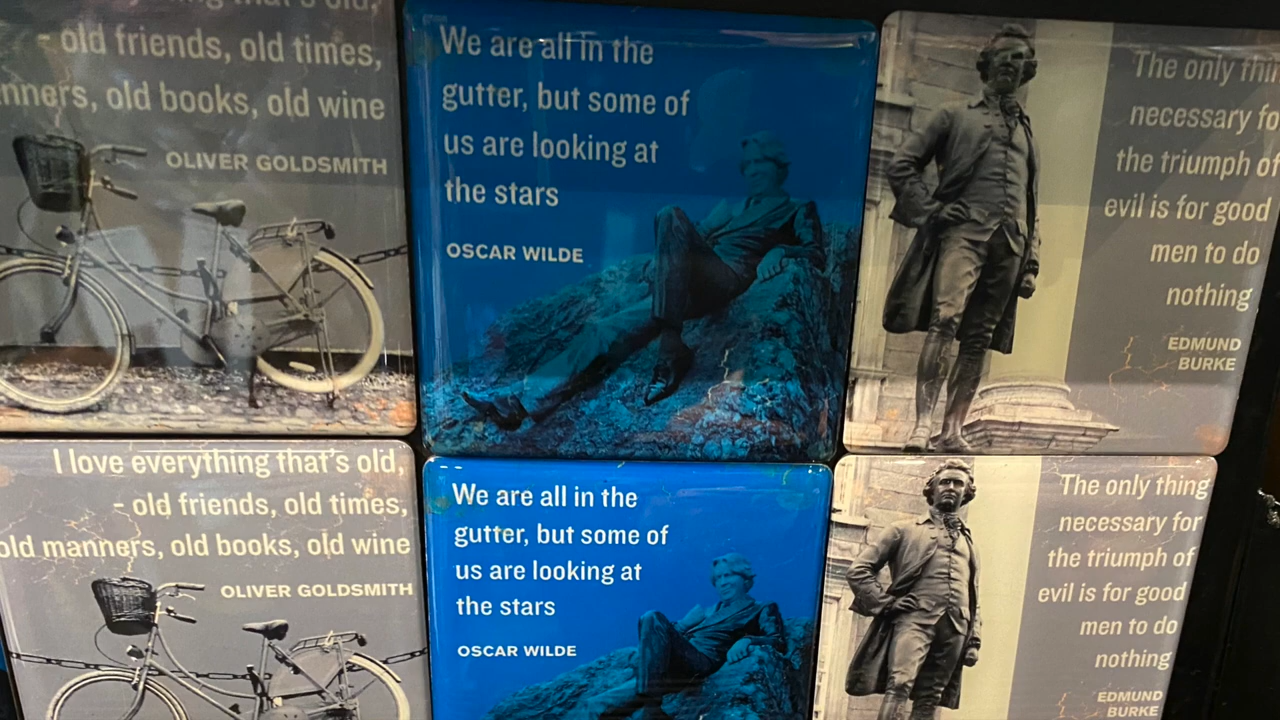 that's old,
- old friends, old times,
old books, old wine
OLIVER GOLDSMITH
We are all in the
gutter, but some of
us are looking at
the stars
OSCAR WILDE
The only
necessary
the triumph of
evil is for good
men to do
nothing
EDMUND
BURKE
I love everything that's old,
- old friends, old times,
old manners, old books, old wine
OLIVER GOLDSMITH
We are all in the
gutter, but some of
us are looking at
the stars
OSCAR WILDE
The only thing
necessary for
the triumph of
evil is for good
men to do
nothing
EDMUND
BURKE